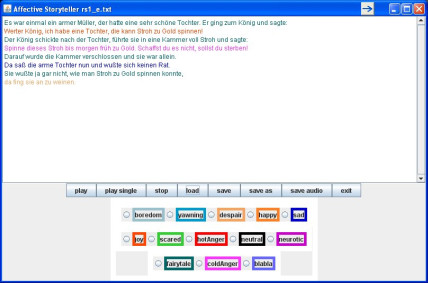 Affective Storyteller rs1_e.txt
Es war einmal ein armer Müller, der hatte eine sehr schöne Tochter. Er ging zum König und sagte:
Werter König, ich habe eine Tochter, die kann Stroh zu Gold spinnen!
Der König schickte nach der Tochter, führte sie in eine Kammer voll Stroh und sagte:
Spinne dieses Stroh bis morgen früh zu Gold. Schaffst du es nicht, sollst du sterben!
Darauf wurde die Kammer verschlossen und sie war allein.
Da saß die arme Tochter nun und wußte sich keinen Rat.
Sie wußte ja gar nicht, wie man Stroh zu Gold spinnen konnte,
da fing sie an zu weinen.
play play single stop load save save as save audio exit
boredom yawning despair happy sad
joy scared hotAnger neutral neurotic
fairytale coldAnger blabla